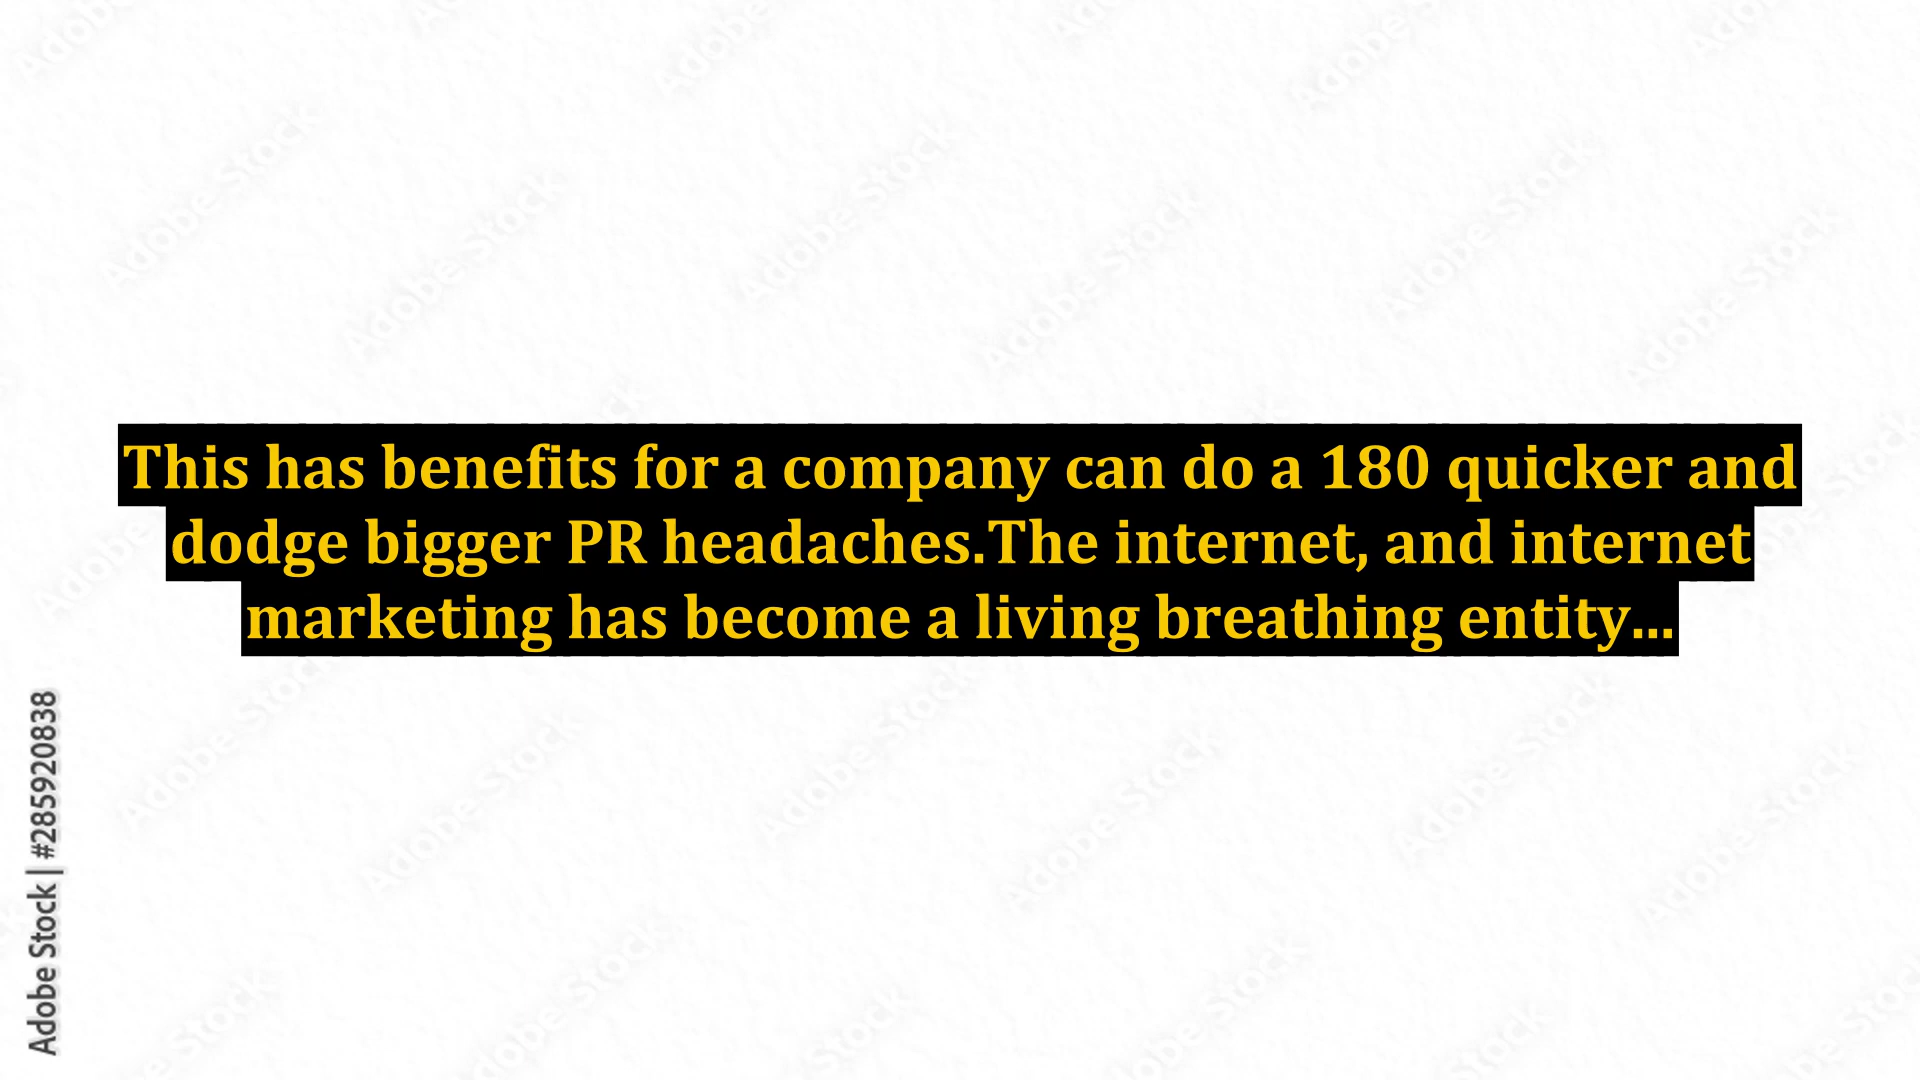 This has benefits for a company can do a 180 quicker and
dodge bigger PR headaches.The internet, and internet
marketing has become a living breathing entity...
Adobe Stock | #285920838